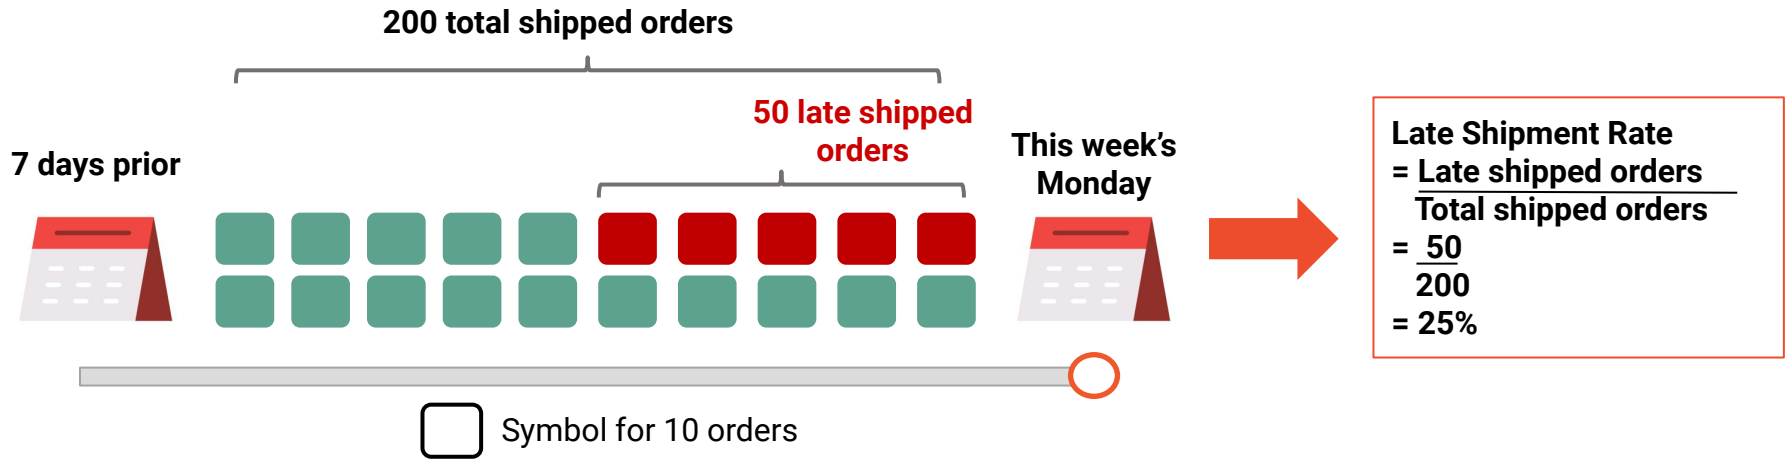 200 total shipped orders
50 late shipped
orders
7 days prior
This week’s
Monday
Late Shipment Rate
= Late shipped orders
Total shipped orders
= 50
200
= 25%
Symbol for 10 orders